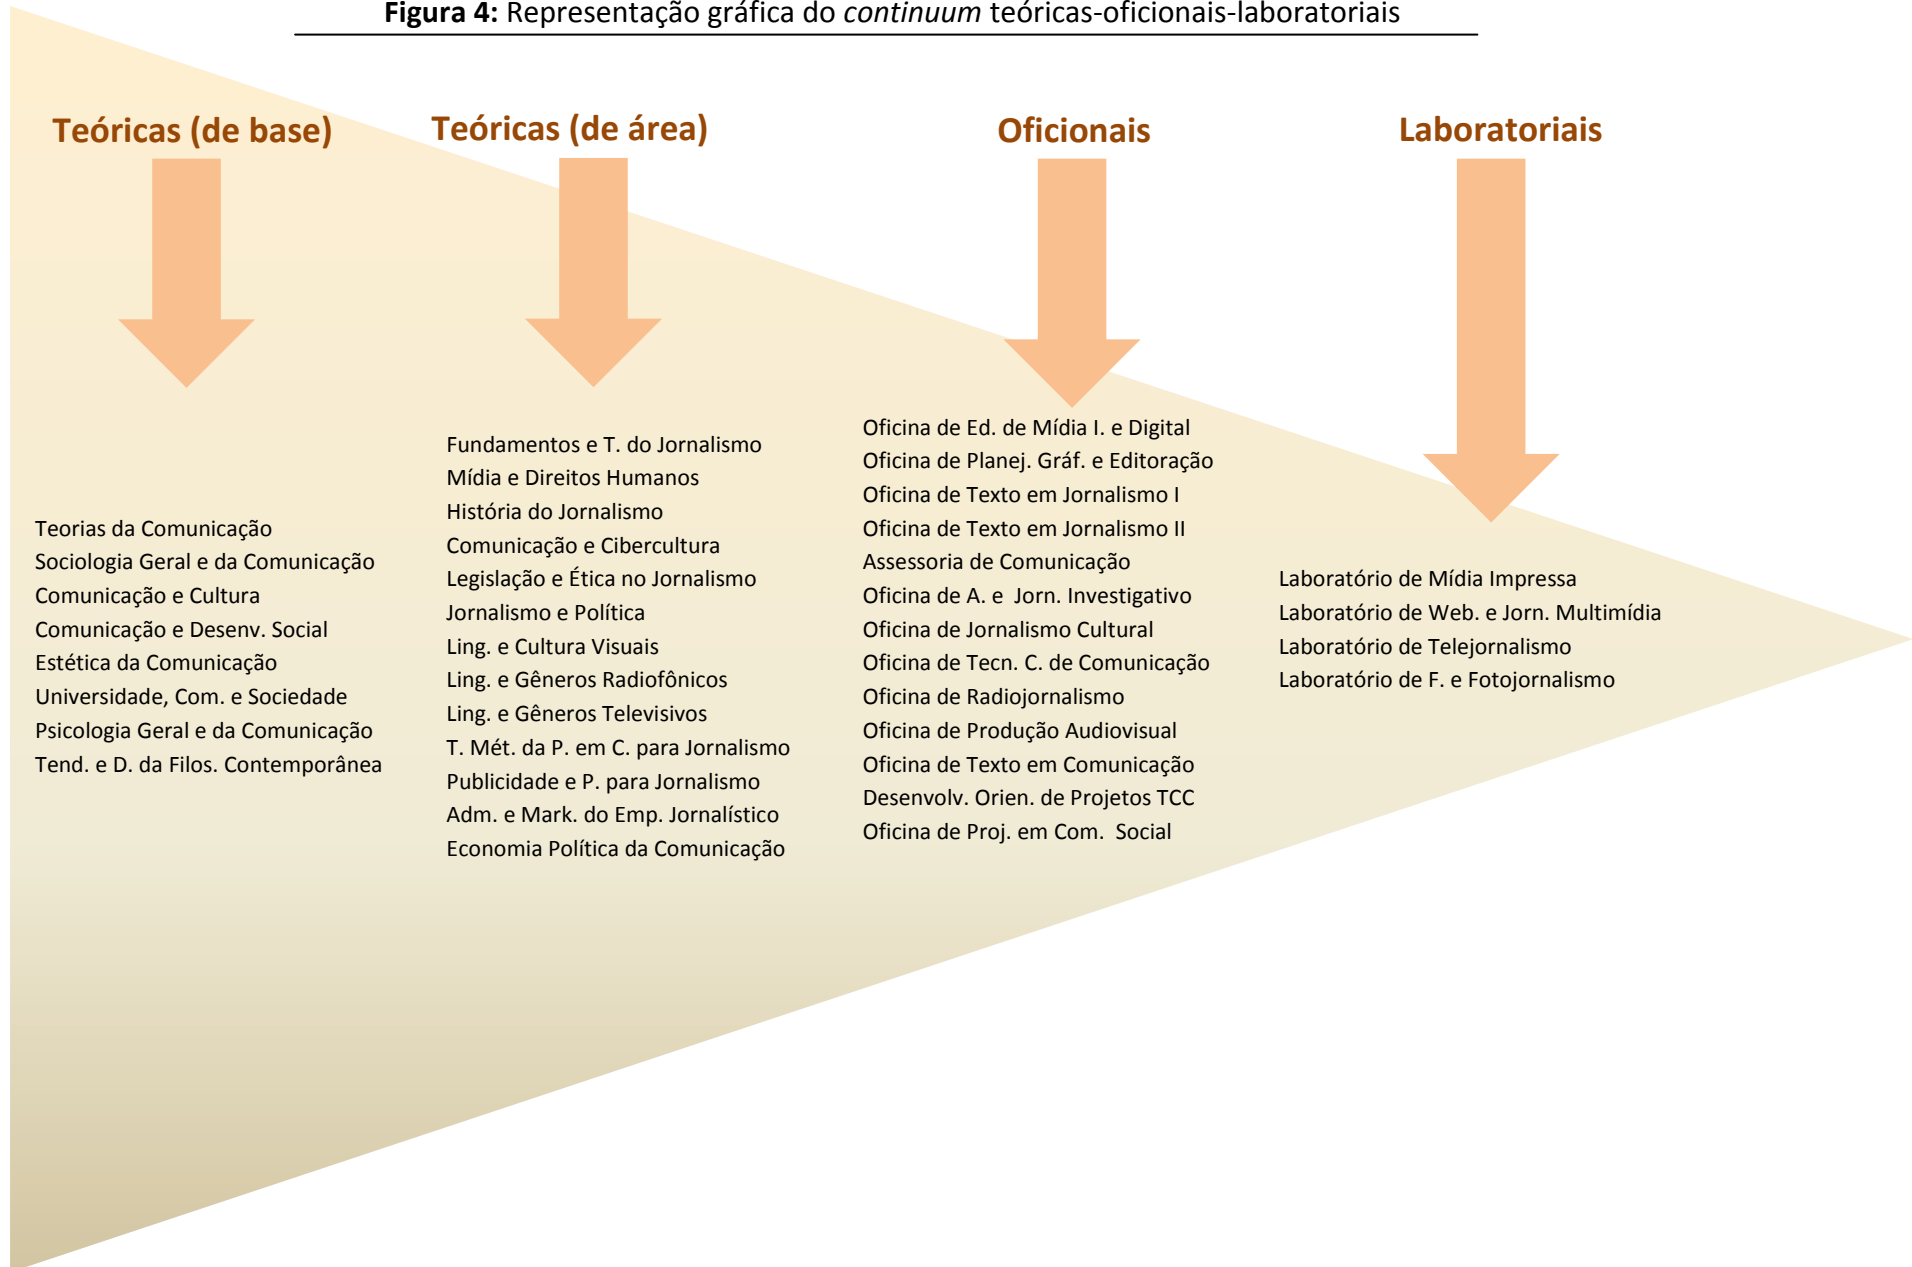 Figura 4: Representação gráfica do continuum teóricas-oficionais-laboratoriais
Teóricas (de base)
Teorias da Comunicação
Sociologia Geral e da Comunicação
Comunicação e Cultura
Comunicação e Desenv. Social
Estética da Comunicação
Universidade, Com. e Sociedade
Psicologia Geral e da Comunicação
Tend. e D. da Filos. Contemporânea
Teóricas (de área)
Fundamentos e T. do Jornalismo
Mídia e Direitos Humanos
História do Jornalismo
Comunicação e Cibercultura
Legislação e Ética no Jornalismo
Jornalismo e Política
Ling. e Cultura Visuais
Ling. e Gêneros Radiofônicos
Ling. e Gêneros Televisivos
T. Mét. da P. em C. para Jornalismo
Publicidade e P. para Jornalismo
Adm. e Mark. do Emp. Jornalístico
Economia Política da Comunicação
Oficionais
Oficina de Ed. de Mídia I. e Digital
Oficina de Planej. Gráf. e Editoração
Oficina de Texto em Jornalismo I
Oficina de Texto em Jornalismo II
Assessoria de Comunicação
Oficina de A. e Jorn. Investigativo
Oficina de Jornalismo Cultural
Oficina de Tecn. C. de Comunicação
Oficina de Radiojornalismo
Oficina de Produção Audiovisual
Oficina de Texto em Comunicação
Desenvolv. Orien. de Projetos TCC
Oficina de Proj. em Com. Social
Laboratoriais
Laboratório de Mídia Impressa
Laboratório de Web. e Jorn. Multimídia
Laboratório de Telejornalismo
Laboratório de F. e Fotojornalismo